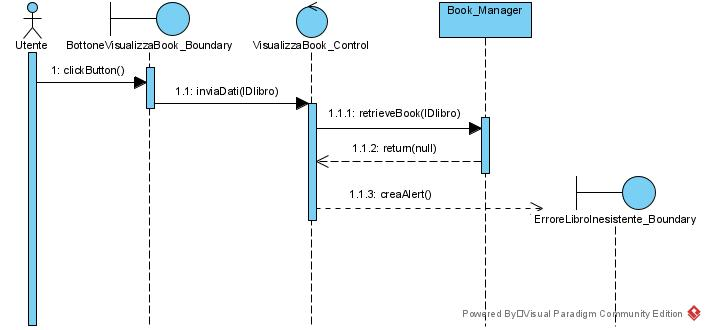 Book_Manager
Utente
BottoneVisualizzaBook_Boundary
VisualizzaBook_Control
1: clickButton()
1.1: inviaDati(IDlibro)
1.1.1: retrieveBook(IDlibro)
1.1.2: return(null)
1.1.3: creaAlert()
ErroreLibroInesistente_Boundary
Powered By Visual Paradigm Community Edition